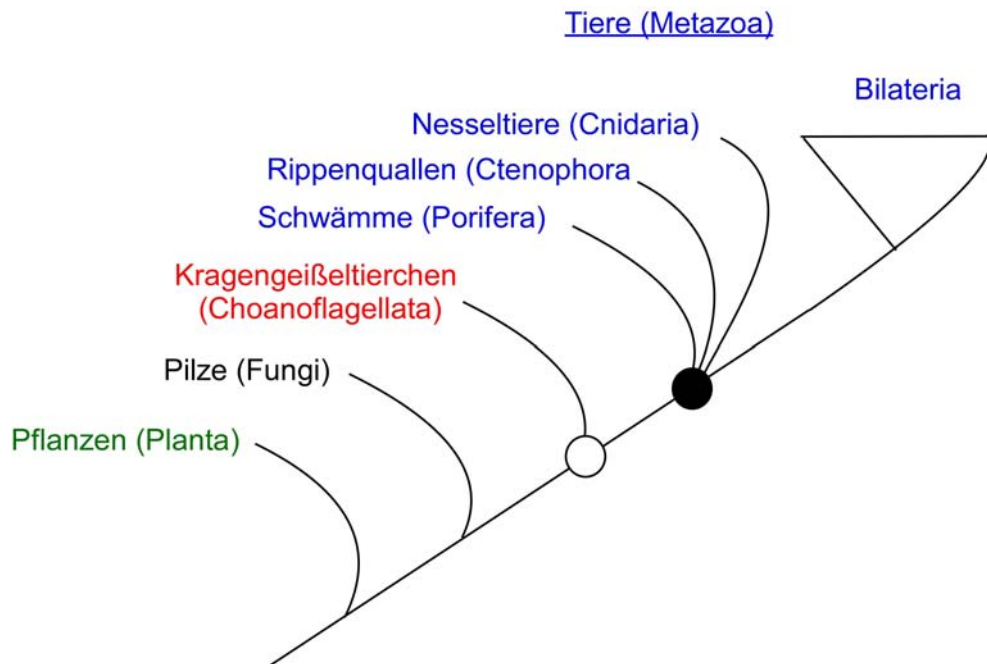 Tiere (Metazoa)
Bilateria
Nesseltiere (Cnidaria)
Rippenquallen (Ctenophora
Schwämme (Porifera)
Kragengeißeltierchen
(Choanoflagellata)
Pilze (Fungi)
Pflanzen (Planta)